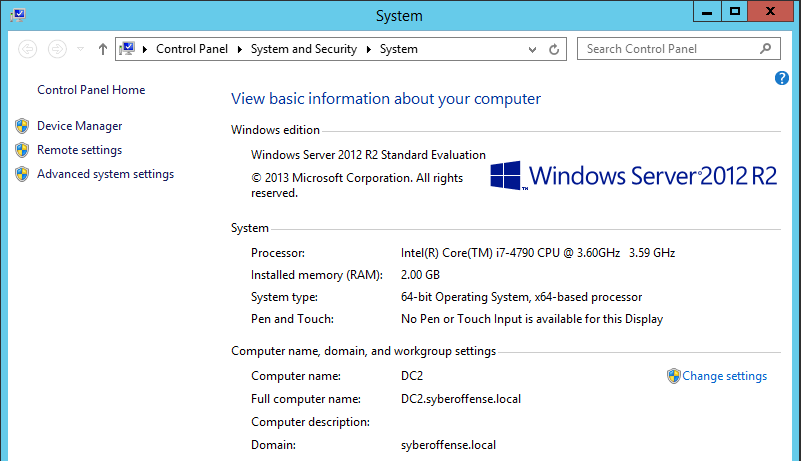 System
Control Panel System and Security System
Search Control Panel
Control Panel Home
Device Manager
Remote settings
Advanced system settings
View basic information about your computer
Windows edition
Windows Server 2012 R2 Standard Evaluation
© 2013 Microsoft Corporation. All rights
reserved.
Windows Server®2012 R2
System
Processor: Intel(R) Core(TM) i7-4790 CPU @ 3.60GHz 3.59 GHz
Installed memory (RAM): 2.00 GB
System type: 64-bit Operating System, x64-based processor
Pen and Touch: No Pen or Touch Input is available for this Display
Computer name, domain, and workgroup settings
Computer name: DC2 Change settings
Full computer name: DC2.syberoffense.local
Computer description:
Domain: syberoffense.local